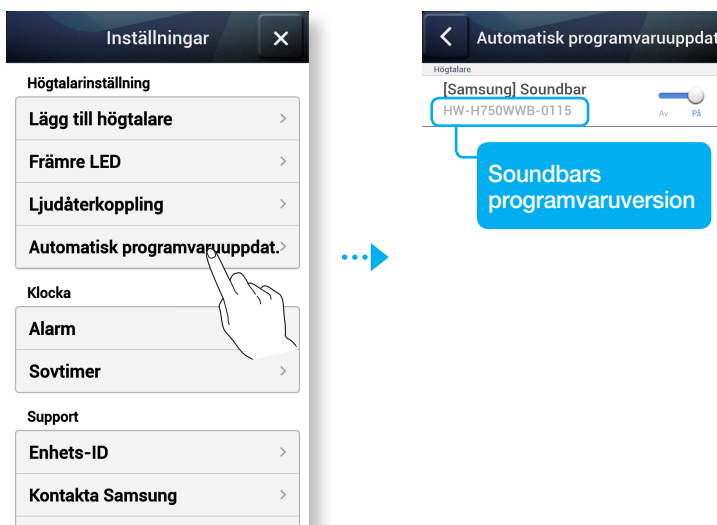 Inställningar
Högtalarinställning
Lägg till högtalare
Främre LED
Ljudåterkoppling
Automatisk programvaruuppdat.
Klocka
Alarm
Sovtimer
Support
Enhets-ID
Kontakta Samsung
Automatisk programvaruuppdat
Högtalare
[Samsung] Soundbar
HW-H750WWB-0115
Av På
Soundbars
programvaruversion